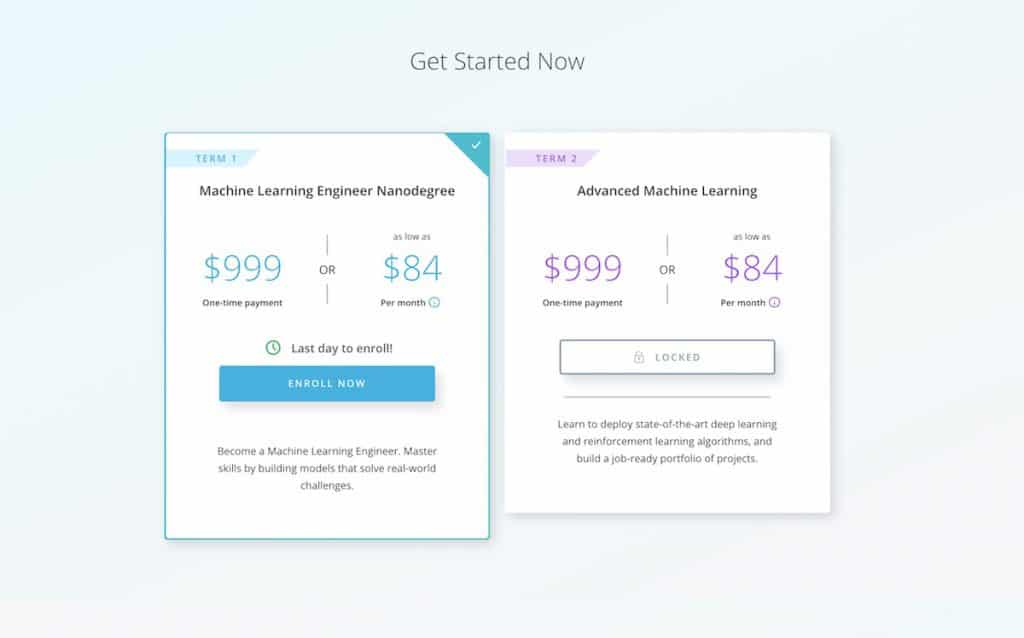 Get Started Now
TERM 1
Machine Learning Engineer Nanodegree
$999
One-time payment
OR
as low as
$84
Per month
Last day to enroll!
ENROLL NOW
Become a Machine Learning Engineer. Master
skills by building models that solve real-world
challenges.
TERM 2
Advanced Machine Learning
$999
One-time payment
OR
as low as
$84
Per month
LOCKED
Learn to deploy state-of-the-art deep learning
and reinforcement learning algorithms, and
build a job-ready portfolio of projects.